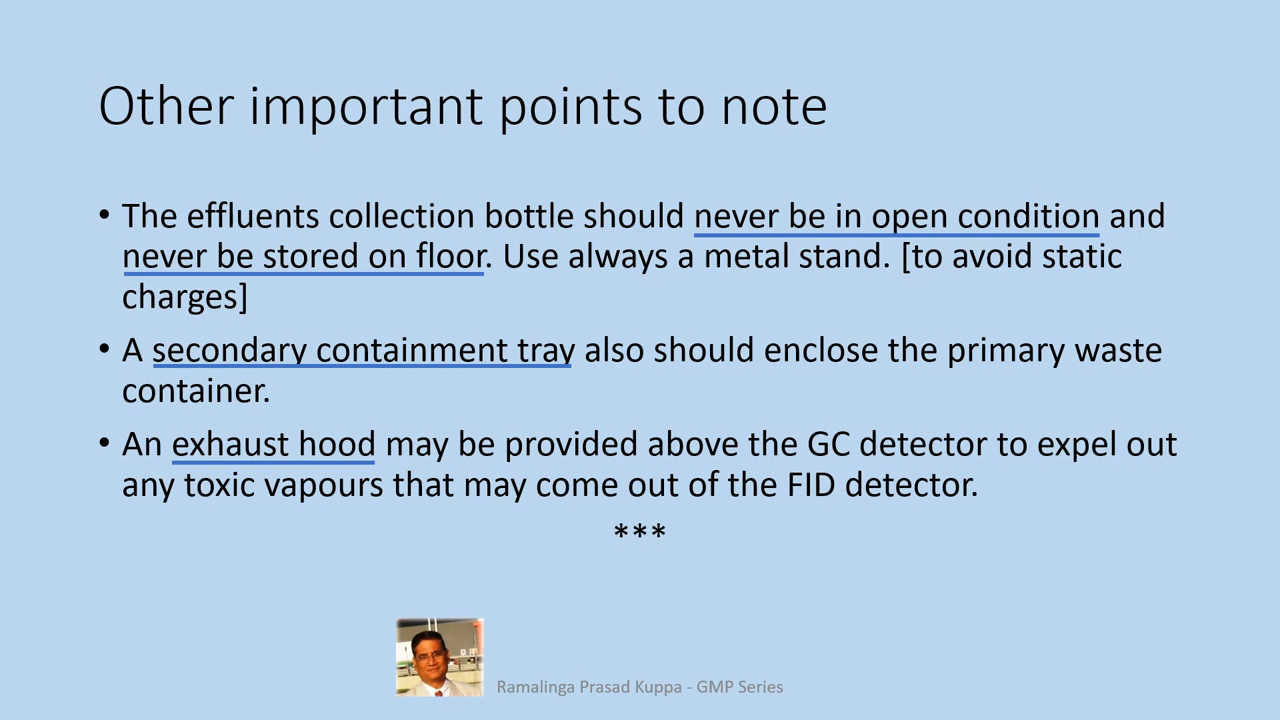 Other important points to note
• The effluents collection bottle should never be in open condition and
never be stored on floor. Use always a metal stand. [to avoid static
charges]
• A secondary containment tray also should enclose the primary waste
container.
• An exhaust hood may be provided above the GC detector to expel out
any toxic vapours that may come out of the FID detector.
***
Ramalinga Prasad Kuppa - GMP Series